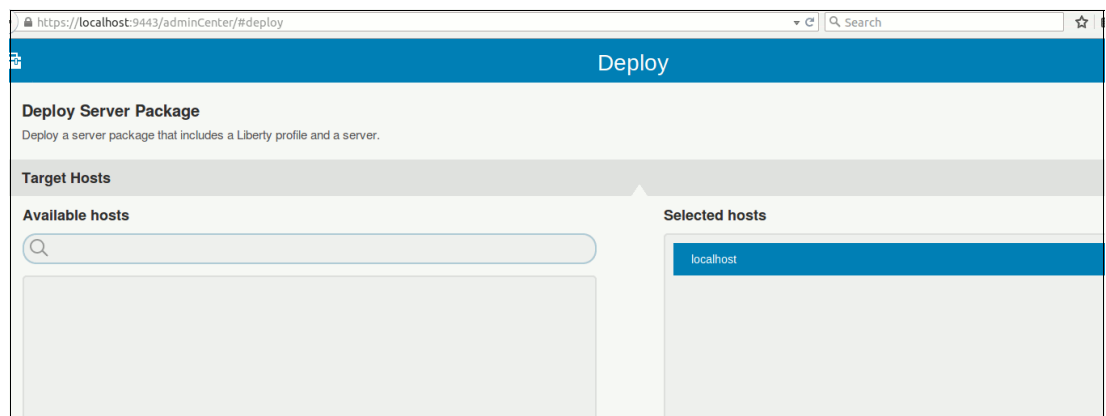 https://localhost:9443/adminCenter/#deploy
Search
Deploy
Deploy Server Package
Deploy a server package that includes a Liberty profile and a server.
Target Hosts
Available hosts
Selected hosts
localhost